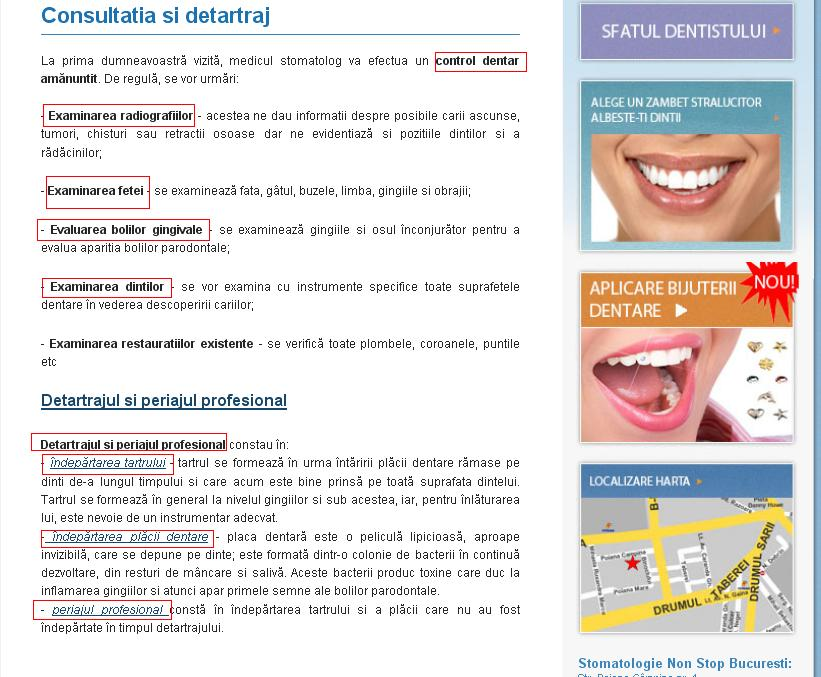 Consultatia si detartraj
La prima dumneavoastră vizită, medicul stomatolog va efectua un control dentar
amănuntit. De regulă, se vor urmări:
- Examinarea radiografiilor - acestea ne dau informatii despre posibile carii ascunse,
tumori, chisturi sau retractii osoase dar ne evidentiază si pozitiile dintilor si a
rădăcinilor;
- Examinarea fetei - se examinează fata, gâtul, buzele, limba, gingiile si obrajii;
- Evaluarea bolilor gingivale - se examinează gingiile si osul înconjurător pentru a
evalua aparitia bolilor parodontale;
- Examinarea dintilor - se vor examina cu instrumente specifice toate suprafetele
dentare în vederea descoperirii cariilor;
- Examinarea restauratiilor existente - se verifică toate plombele, coroanele, puntile
etc
Detartrajul si periajul profesional
Detartrajul si periajul profesional constau în:
- îndepărtarea tartrului - tartrul se formează în urma întăririi plăcii dentare rămase pe
dinti de-a lungul timpului si care acum este bine prinsă pe toată suprafata dintelui.
Tartrul se formează în general la nivelul gingiilor si sub acestea, iar, pentru înlăturarea
lui, este nevoie de un instrumentar adecvat.
- îndepărtarea plăcii dentare - placa dentară este o peliculă lipicioasă, aproape
invizibilă, care se depune pe dinte; este formată dintr-o colonie de bacterii în continuă
dezvoltare, din resturi de mâncare si salivă. Aceste bacterii produc toxine care duc la
inflamarea gingiilor si atunci apar primele semne ale bolilor parodontale.
- periajul profesional constă în îndepărtarea tartrului si a plăcii care nu au fost
îndepărtate în timpul detartrajului.
SFATUL DENTISTULUI
ALEGE UN ZAMBET STRALUCITOR
ALBESTE-TI DINTII
APLICARE BIJUTERII
DENTARE
NOU!
LOCALIZARE HARTA
Poiana Campina
Poiana Mare
DRUMUL TABEREI
DRUMUL SARII
Stomatologie Non Stop Bucuresti: